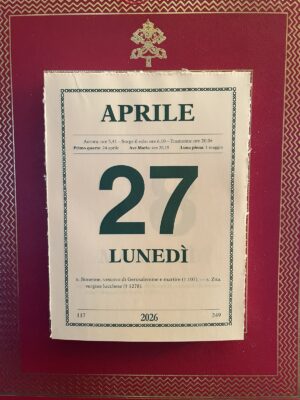 APRILE
Aurora: ore 5,41 - Sorge il sole: ore 6,10 - Tramonta: ore 20,04
Primo quarto: 24 aprile Ave Maria: ore 20,15 Luna piena: 1 maggio
27
LUNEDÌ
s. Simeone, vescovo di Gerusalemme e martire († 107). — s. Zita,
vergine lucchese († 1278).
117 2026 249